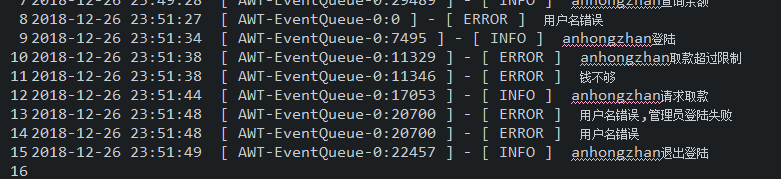 7 2018-12-26 23:49:28  [ AWT-EventQueue-0:29489 ] - [ INFO ]  anhongzhan查询余额
8 2018-12-26 23:51:27  [ AWT-EventQueue-0:0 ] - [ ERROR ]  用户名错误
9 2018-12-26 23:51:34  [ AWT-EventQueue-0:7495 ] - [ INFO ]  anhongzhan登陆
10 2018-12-26 23:51:38  [ AWT-EventQueue-0:11329 ] - [ ERROR ]  anhongzhan取款超过限制
11 2018-12-26 23:51:38  [ AWT-EventQueue-0:11346 ] - [ ERROR ]  钱不够
12 2018-12-26 23:51:44  [ AWT-EventQueue-0:17053 ] - [ INFO ]  anhongzhan请求取款
13 2018-12-26 23:51:48  [ AWT-EventQueue-0:20700 ] - [ ERROR ]  用户名错误,管理员登陆失败
14 2018-12-26 23:51:48  [ AWT-EventQueue-0:20700 ] - [ ERROR ]  用户名错误
15 2018-12-26 23:51:49  [ AWT-EventQueue-0:22457 ] - [ INFO ]  anhongzhan退出登陆
16